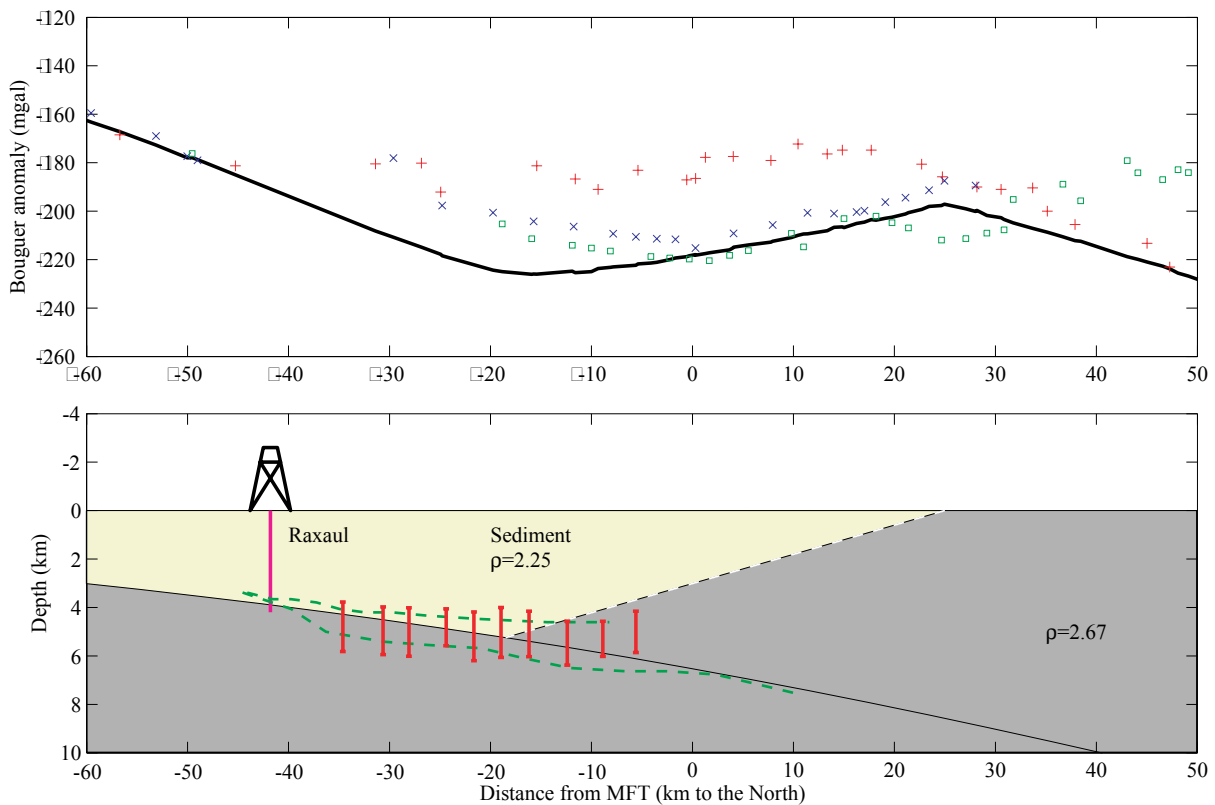 -120
-140
-160
-180
-200
-220
-240
-260
Bouguer anomaly (mgal)
-60 -50 -40 -30 -20 -10 0 10 20 30 40 50
-4
-2
0
2
4
6
8
10
Depth (km)
Raxaul
Sediment
ρ=2.25
ρ=2.67
-60 -50 -40 -30 -20 -10 0 10 20 30 40 50
Distance from MFT (km to the North)